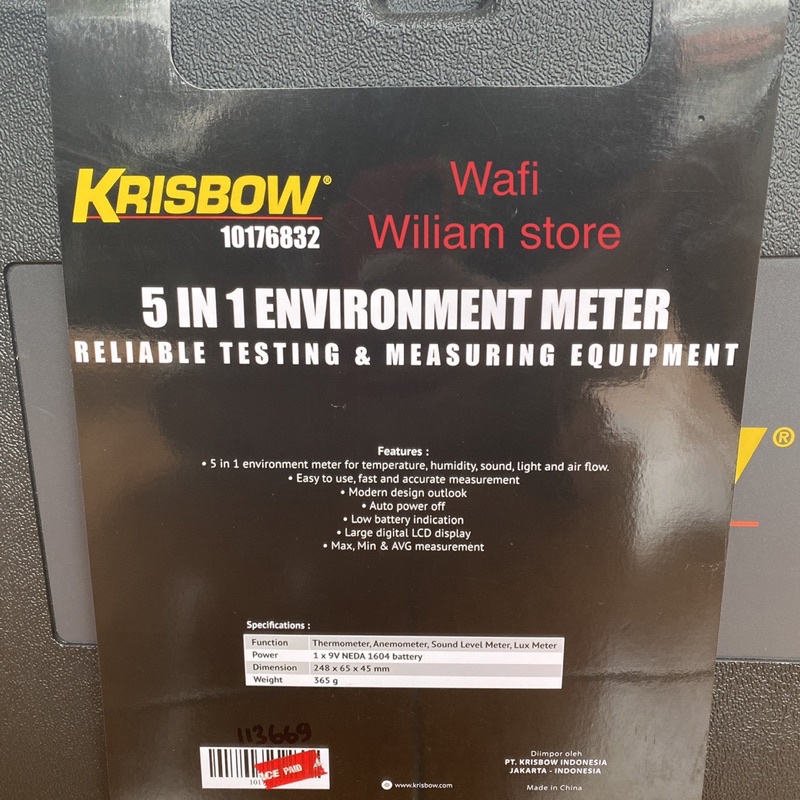 KRISBOW®
10176832
Wafi
Wiliam store
5 IN 1 ENVIRONMENT METER
RELIABLE TESTING & MEASURING EQUIPMENT
®
Features :
• 5 in 1 environment meter for temperature, humidity, sound, light and air flow.
• Easy to use, fast and accurate measurement
• Modern design outlook
• Auto power off
• Low battery indication
• Large digital LCD display
• Max, Min & AVG measurement
Specifications :
Function Thermometer, Anemometer, Sound Level Meter, Lux Meter
Power 1 x 9V NEDA 1604 battery
Dimension 248 x 65 x 45 mm
Weight 365 g
113669
PAID
www.krisbow.com
Diimpor oleh
PT. KRISBOW INDONESIA
JAKARTA - INDONESIA
Made in China